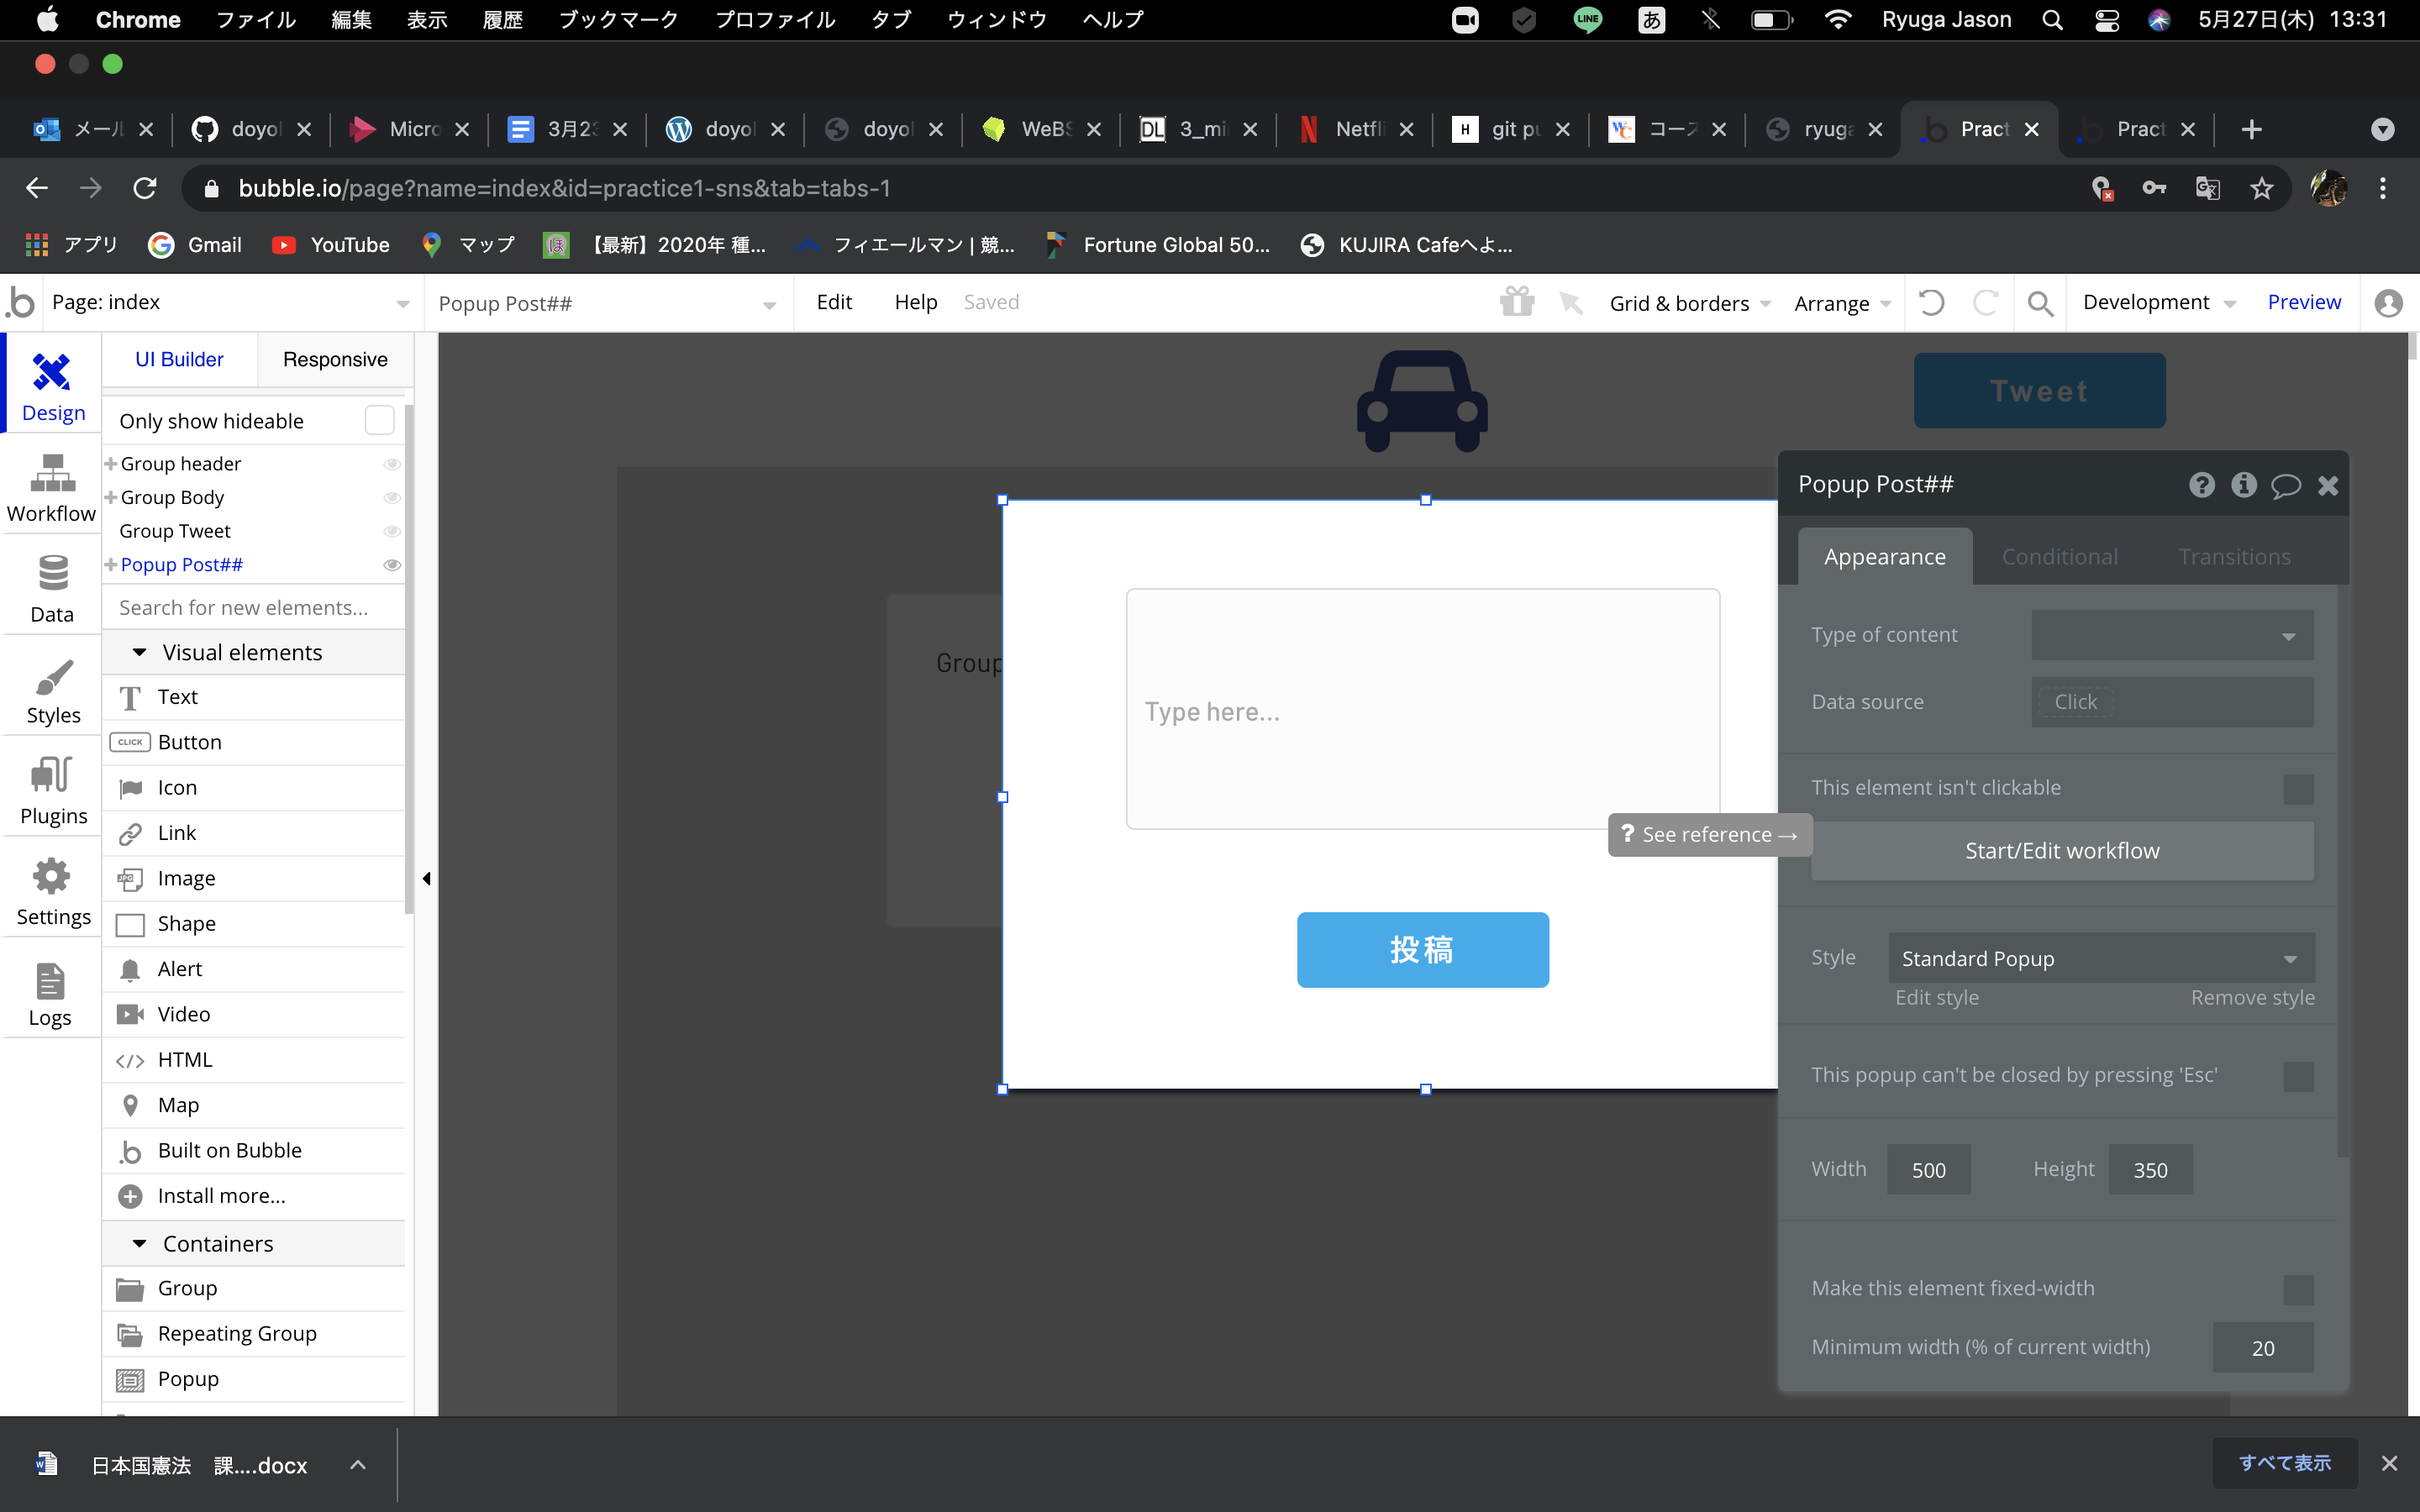 Chrome ファイル 編集 表示 履歴 ブックマーク プロファイル タブ ウィンドウ ヘルプ LINE あ Ryuga Jason 5月27日(木) 13:31
メール doyol Micro 3月23 doyol doyol WeBS DL 3_mi Netfli H git pu コース ryuga Pract Pract
bubble.io/page?name=index&id=practice1-sns&tab=tabs-1
アプリ Gmail YouTube マップ 【最新】2020年 種... フィエールマン | 競... Fortune Global 50... KUJIRA Cafeへよ...
Page: index Popup Post## Edit Help Saved Grid & borders Arrange Development Preview
UI Builder Responsive
Design
Workflow
Data
Styles
Plugins
Settings
Logs
Only show hideable
Group header
Group Body
Group Tweet
Popup Post##
Search for new elements...
Visual elements
Text
CLICK Button
Icon
Link
Image
Shape
Alert
Video
HTML
Map
Built on Bubble
Install more...
Containers
Group
Repeating Group
Popup
Tweet
Group
Type here...
投稿
? See reference →
Popup Post##
Appearance Conditional Transitions
Type of content
Data source Click
This element isn't clickable
Start/Edit workflow
Style Standard Popup
Edit style Remove style
This popup can't be closed by pressing 'Esc'
Width 500 Height 350
Make this element fixed-width
Minimum width (% of current width) 20
日本国憲法 課....docx すべて表示